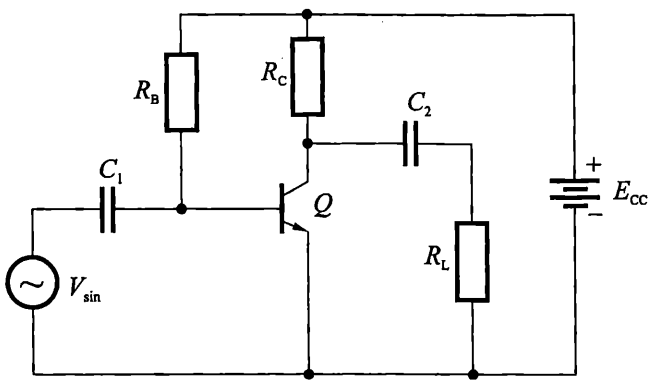 R_B
R_C
C_2
C_1
Q
+
E_CC
−
R_L
~
V_sin